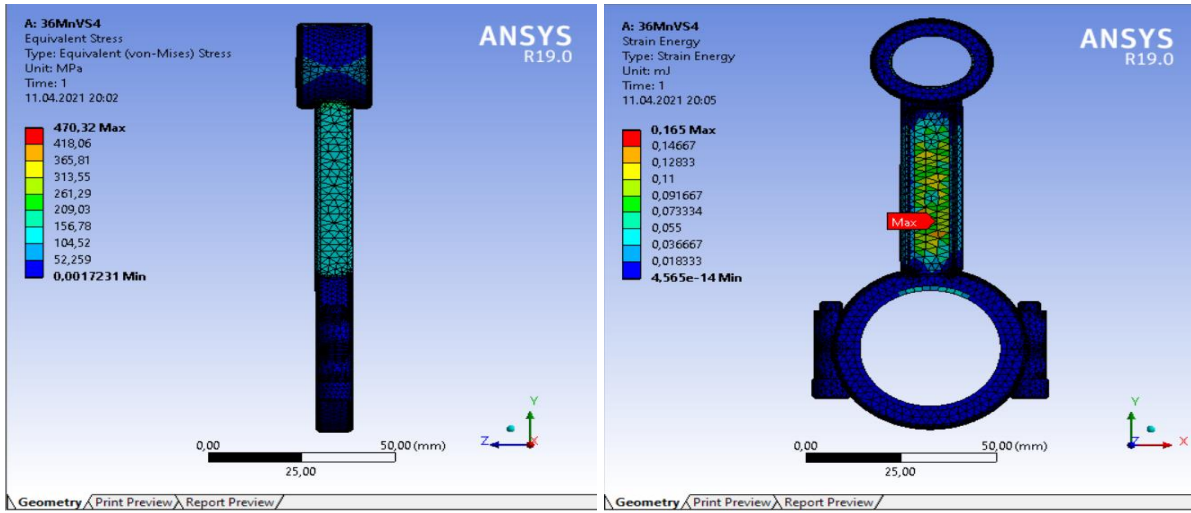 A: 36MnVS4
Equivalent Stress
Type: Equivalent (von-Mises) Stress
Unit: MPa
Time: 1
11.04.2021 20:02
470,32 Max
418,06
365,81
313,55
261,29
209,03
156,78
104,52
52,259
0,0017231 Min
ANSYS
R19.0
Y
Z
X
0,00
50,00 (mm)
25,00
Geometry
Print Preview
Report Preview
A: 36MnVS4
Strain Energy
Type: Strain Energy
Unit: mJ
Time: 1
11.04.2021 20:05
0,165 Max
0,14667
0,12833
0,11
0,091667
0,073334
0,055
0,036667
0,018333
4,565e-14 Min
ANSYS
R19.0
Max
Y
Z
X
0,00
50,00 (mm)
25,00
Geometry
Print Preview
Report Preview